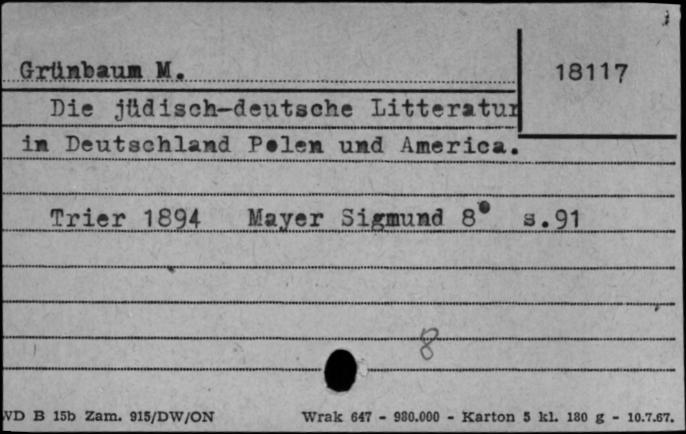 Grünbaum M.
18117
Die jüdisch-deutsche Litteratur
in Deutschland Polen und America.
Trier 1894 Mayer Sigmund 8° s.91
8
WD B 15b Zam. 915/DW/ON Wrak 647 - 980.000 - Karton 5 kl. 180 g - 10.7.67.